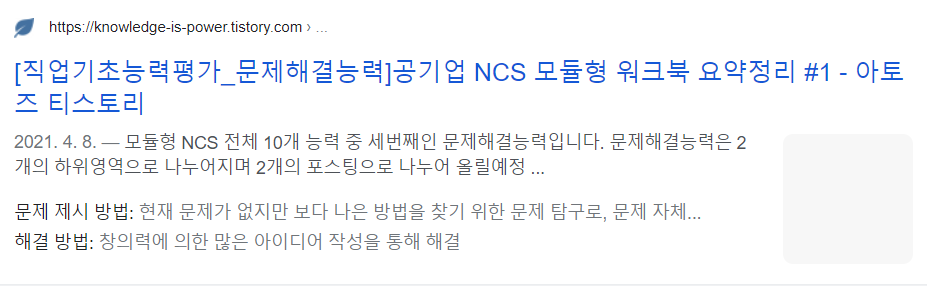 https://knowledge-is-power.tistory.com › ...
[직업기초능력평가_문제해결능력]공기업 NCS 모듈형 워크북 요약정리 #1 - 아토
즈 티스토리
2021. 4. 8. — 모듈형 NCS 전체 10개 능력 중 세번째인 문제해결능력입니다. 문제해결능력은 2
개의 하위영역으로 나누어지며 2개의 포스팅으로 나누어 올릴예정 ...
문제 제시 방법: 현재 문제가 없지만 보다 나은 방법을 찾기 위한 문제 탐구로, 문제 자체...
해결 방법: 창의력에 의한 많은 아이디어 작성을 통해 해결